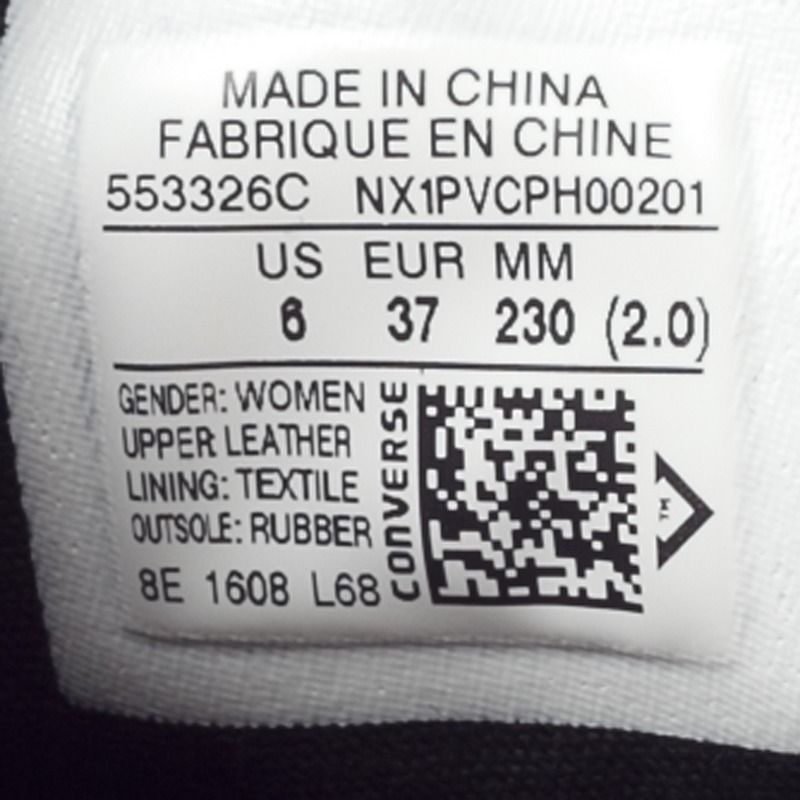 MADE IN CHINA
FABRIQUE EN CHINE
553326C NX1PVCPH00201
US EUR MM
6 37 230 (2.0)
GENDER: WOMEN
UPPER: LEATHER
LINING: TEXTILE
OUTSOLE: RUBBER
8E 1608 L68
CONVERSE
TM